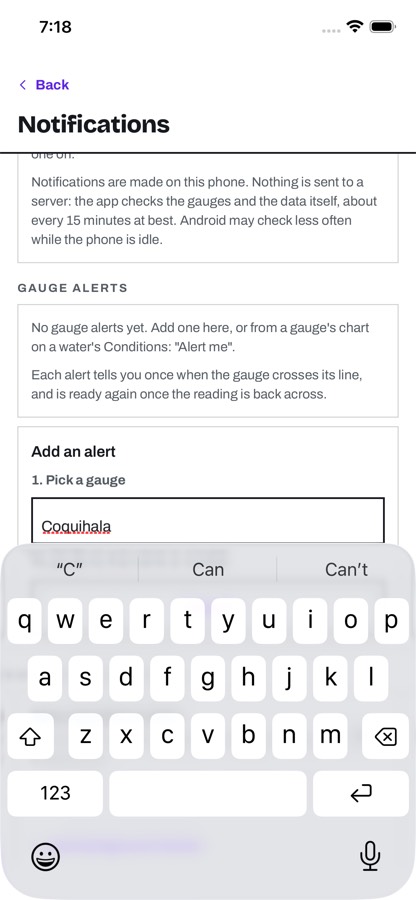 7:18
Back
Notifications
one on.
Notifications are made on this phone. Nothing is sent to a
server: the app checks the gauges and the data itself, about
every 15 minutes at best. Android may check less often
while the phone is idle.
GAUGE ALERTS
No gauge alerts yet. Add one here, or from a gauge's chart
on a water's Conditions: "Alert me".
Each alert tells you once when the gauge crosses its line,
and is ready again once the reading is back across.
Add an alert
1. Pick a gauge
Coquihala
“C” Can Can’t
q w e r t y u i o p
a s d f g h j k l
z x c v b n m
123